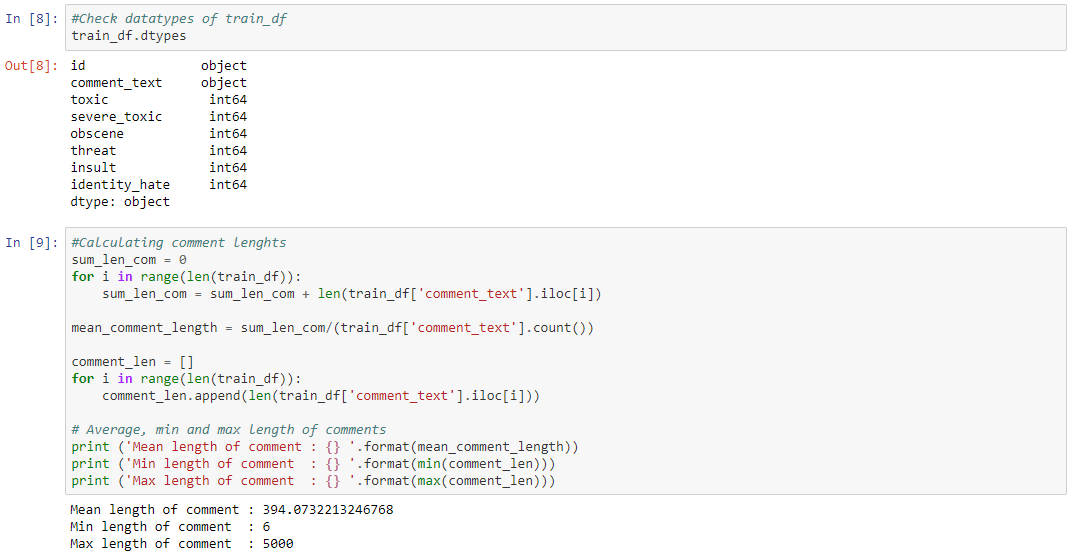 In [8]: #Check datatypes of train_df
train_df.dtypes
Out[8]: id object
comment_text object
toxic int64
severe_toxic int64
obscene int64
threat int64
insult int64
identity_hate int64
dtype: object
In [9]: #Calculating comment lenghts
sum_len_com = 0
for i in range(len(train_df)):
    sum_len_com = sum_len_com + len(train_df['comment_text'].iloc[i])
mean_comment_length = sum_len_com/(train_df['comment_text'].count())
comment_len = []
for i in range(len(train_df)):
    comment_len.append(len(train_df['comment_text'].iloc[i]))
# Average, min and max length of comments
print ('Mean length of comment : {} '.format(mean_comment_length))
print ('Min length of comment  : {} '.format(min(comment_len)))
print ('Max length of comment  : {} '.format(max(comment_len)))
Mean length of comment : 394.0732213246768
Min length of comment  : 6
Max length of comment  : 5000